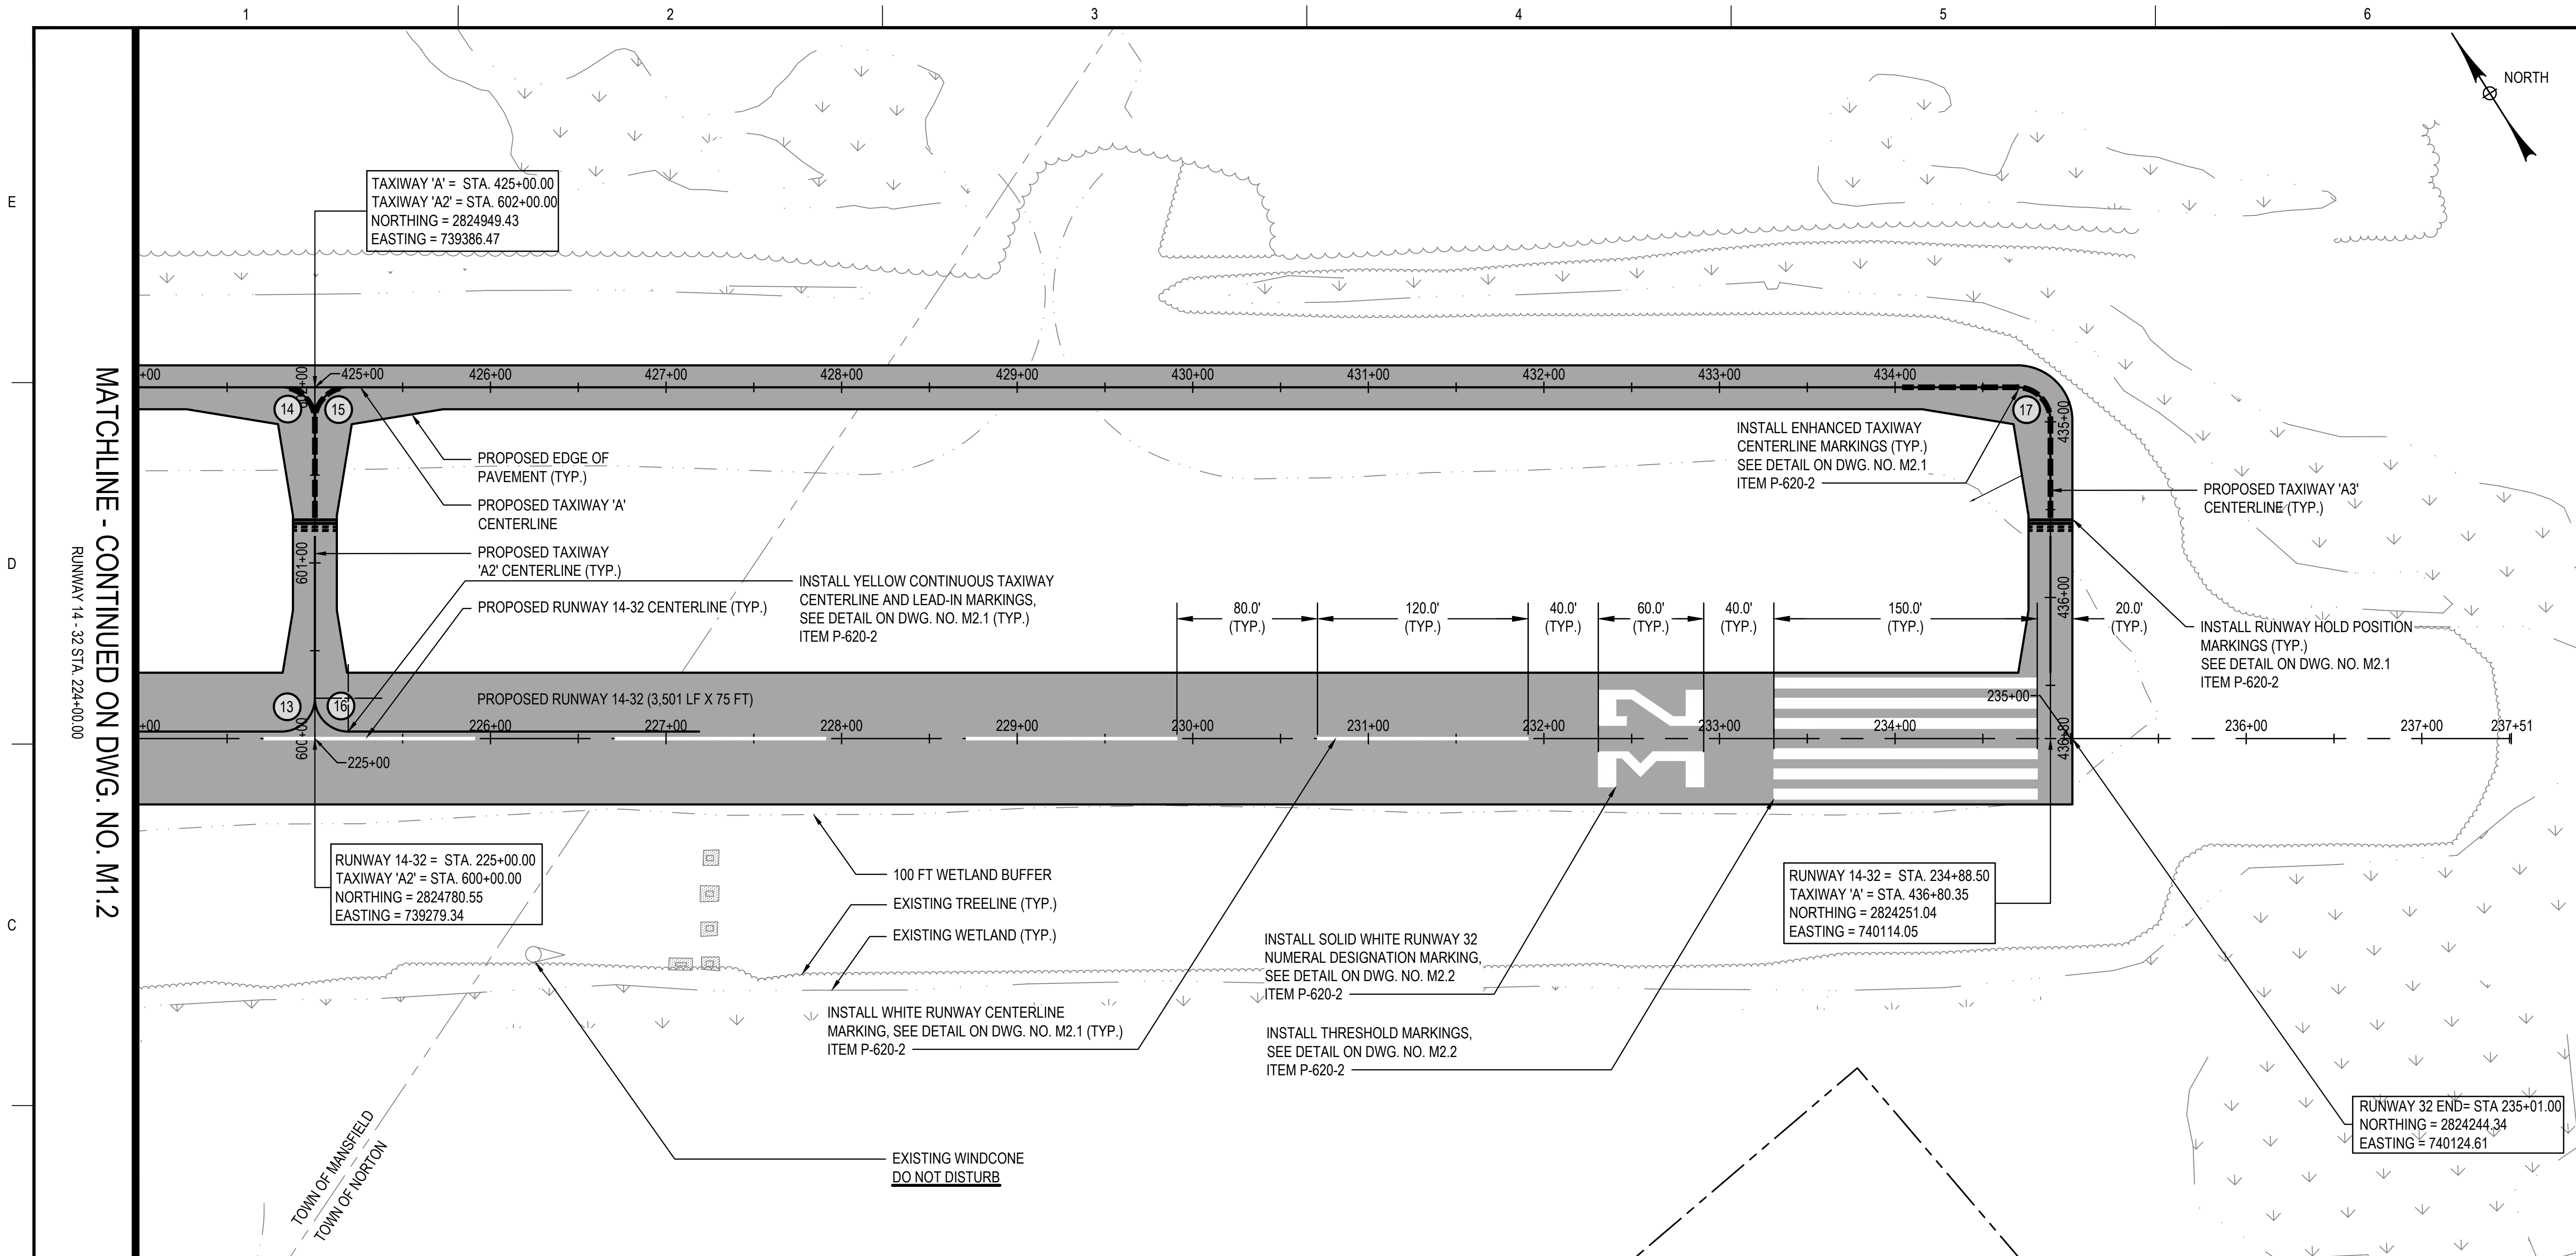 1
2
3
4
5
6
NORTH
E
D
C
TAXIWAY 'A' = STA. 425+00.00
TAXIWAY 'A2' = STA. 602+00.00
NORTHING = 2824949.43
EASTING = 739386.47
MATCHLINE - CONTINUED ON DWG. NO. M1.2
RUNWAY 14 - 32 STA. 224+00.00
+00
425+00
426+00
427+00
428+00
429+00
430+00
431+00
432+00
433+00
434+00
435+00
436+00
436+80
14
15
17
PROPOSED EDGE OF
PAVEMENT (TYP.)
PROPOSED TAXIWAY 'A'
CENTERLINE
PROPOSED TAXIWAY
'A2' CENTERLINE (TYP.)
PROPOSED RUNWAY 14-32 CENTERLINE (TYP.)
601+00
600+00
INSTALL YELLOW CONTINUOUS TAXIWAY
CENTERLINE AND LEAD-IN MARKINGS,
SEE DETAIL ON DWG. NO. M2.1 (TYP.)
ITEM P-620-2
INSTALL ENHANCED TAXIWAY
CENTERLINE MARKINGS (TYP.)
SEE DETAIL ON DWG. NO. M2.1
ITEM P-620-2
PROPOSED TAXIWAY 'A3'
CENTERLINE (TYP.)
INSTALL RUNWAY HOLD POSITION
MARKINGS (TYP.)
SEE DETAIL ON DWG. NO. M2.1
ITEM P-620-2
80.0'
(TYP.)
120.0'
(TYP.)
40.0'
(TYP.)
60.0'
(TYP.)
40.0'
(TYP.)
150.0'
(TYP.)
20.0'
(TYP.)
PROPOSED RUNWAY 14-32 (3,501 LF X 75 FT)
13
16
+00
225+00
226+00
227+00
228+00
229+00
230+00
231+00
232+00
32
233+00
234+00
235+00
236+00
237+00
237+51
RUNWAY 14-32 = STA. 225+00.00
TAXIWAY 'A2' = STA. 600+00.00
NORTHING = 2824780.55
EASTING = 739279.34
100 FT WETLAND BUFFER
EXISTING TREELINE (TYP.)
EXISTING WETLAND (TYP.)
RUNWAY 14-32 = STA. 234+88.50
TAXIWAY 'A' = STA. 436+80.35
NORTHING = 2824251.04
EASTING = 740114.05
INSTALL SOLID WHITE RUNWAY 32
NUMERAL DESIGNATION MARKING,
SEE DETAIL ON DWG. NO. M2.2
ITEM P-620-2
INSTALL WHITE RUNWAY CENTERLINE
MARKING, SEE DETAIL ON DWG. NO. M2.1 (TYP.)
ITEM P-620-2
INSTALL THRESHOLD MARKINGS,
SEE DETAIL ON DWG. NO. M2.2
ITEM P-620-2
RUNWAY 32 END= STA 235+01.00
NORTHING = 2824244.34
EASTING = 740124.61
EXISTING WINDCONE
DO NOT DISTURB
TOWN OF MANSFIELD
TOWN OF NORTON